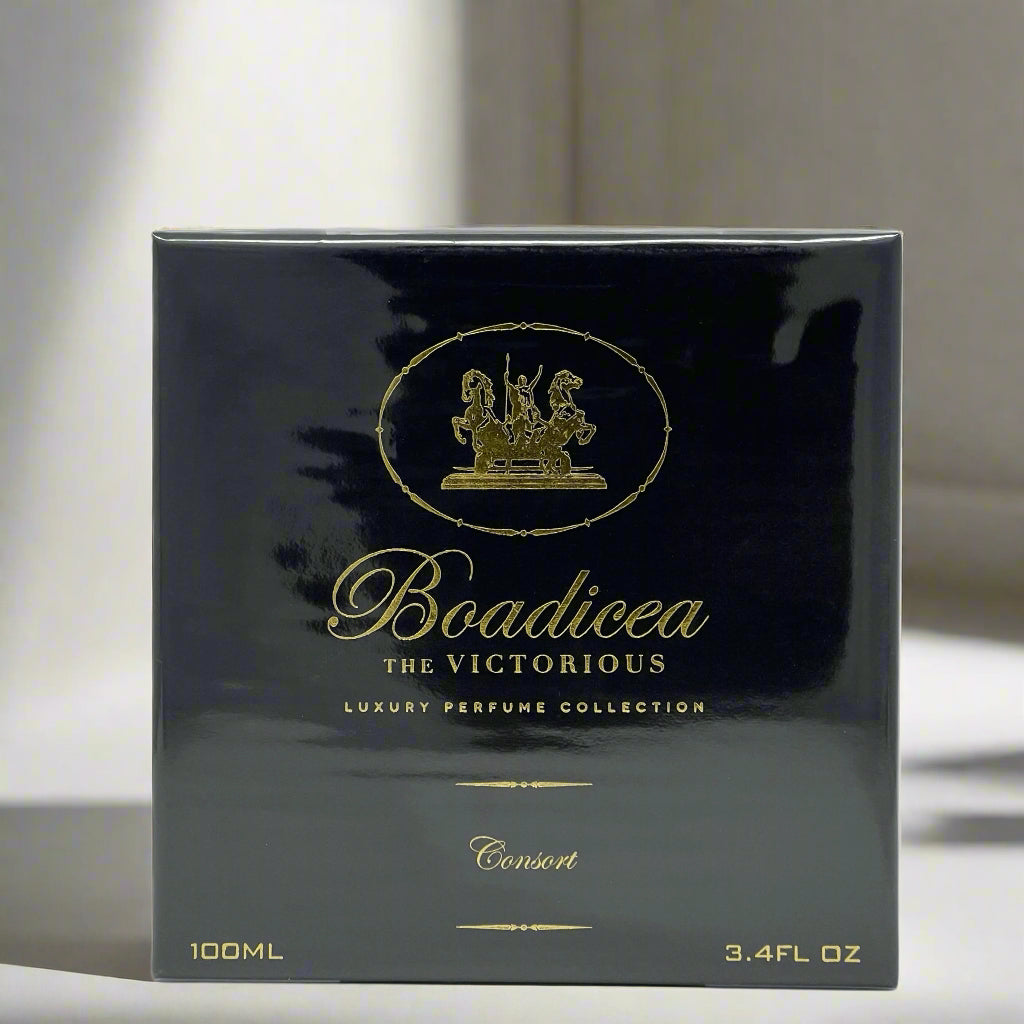 Boadicea
THE VICTORIOUS
LUXURY PERFUME COLLECTION
Consort
100ML 3.4FL OZ